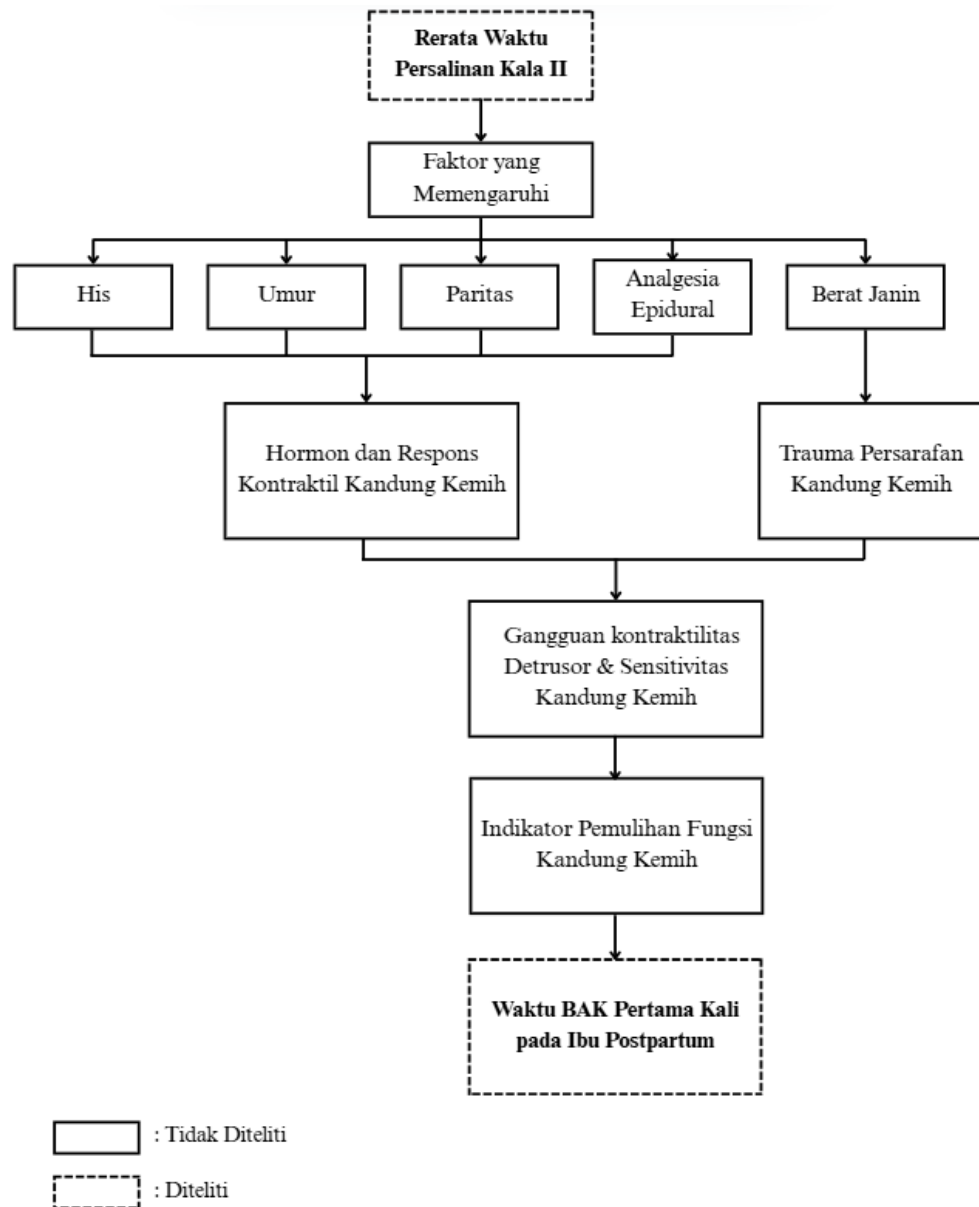 Rerata Waktu
Persalinan Kala II
Faktor yang
Memengaruhi
His
Umur
Paritas
Analgesia
Epidural
Berat Janin
Hormon dan Respons
Kontraktil Kandung Kemih
Trauma Persarafan
Kandung Kemih
Gangguan kontraktilitas
Detrusor & Sensitivitas
Kandung Kemih
Indikator Pemulihan Fungsi
Kandung Kemih
Waktu BAK Pertama Kali
pada Ibu Postpartum
: Tidak Diteliti
: Diteliti